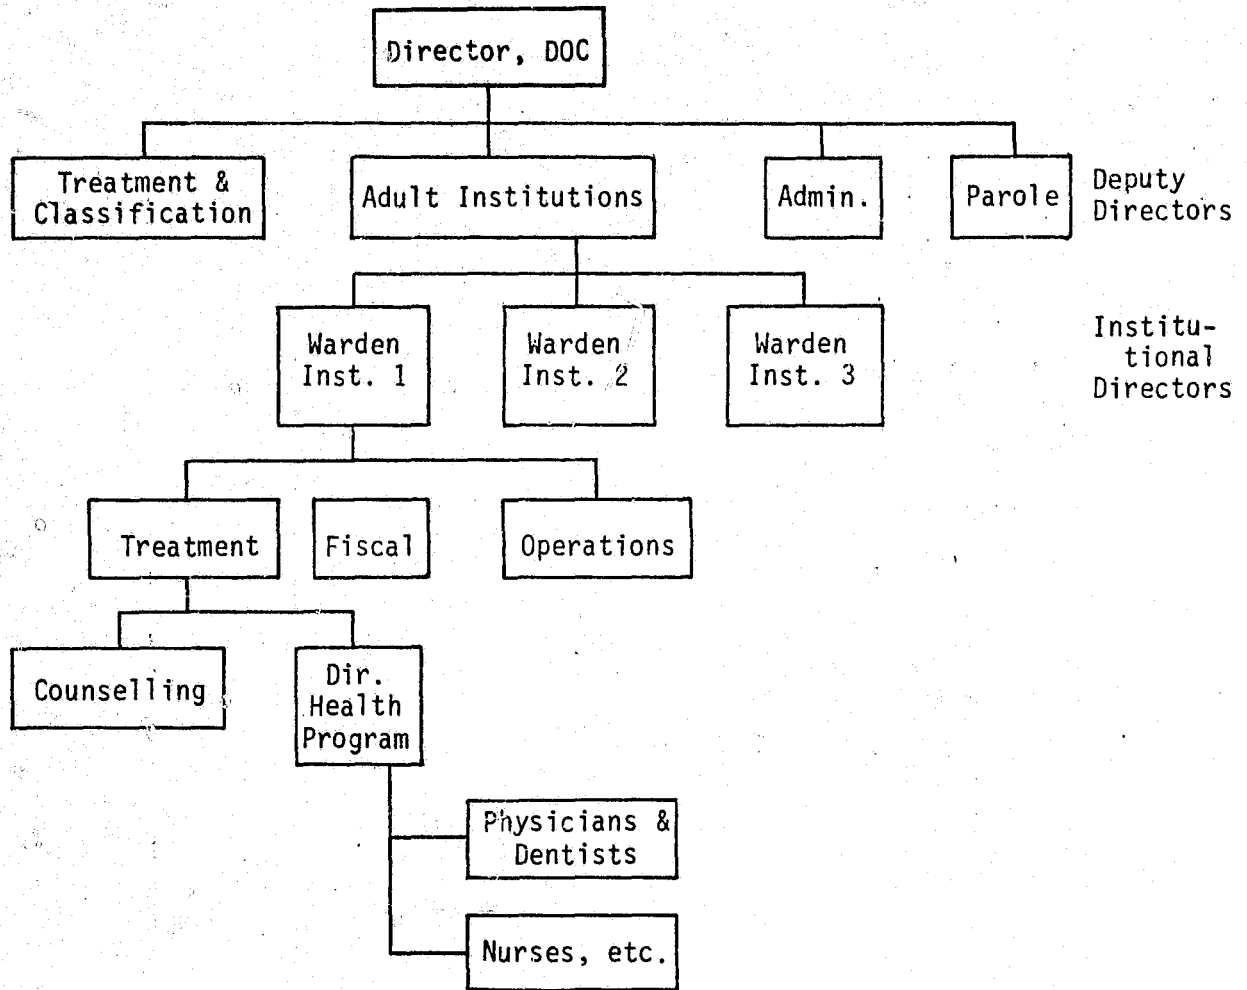 Director, DOC
Treatment &
Classification
Adult Institutions
Admin.
Parole
Deputy
Directors
Warden
Inst. 1
Warden
Inst. 2
Warden
Inst. 3
Institu-
tional
Directors
Treatment
Fiscal
Operations
Counselling
Dir.
Health
Program
Physicians &
Dentists
Nurses, etc.